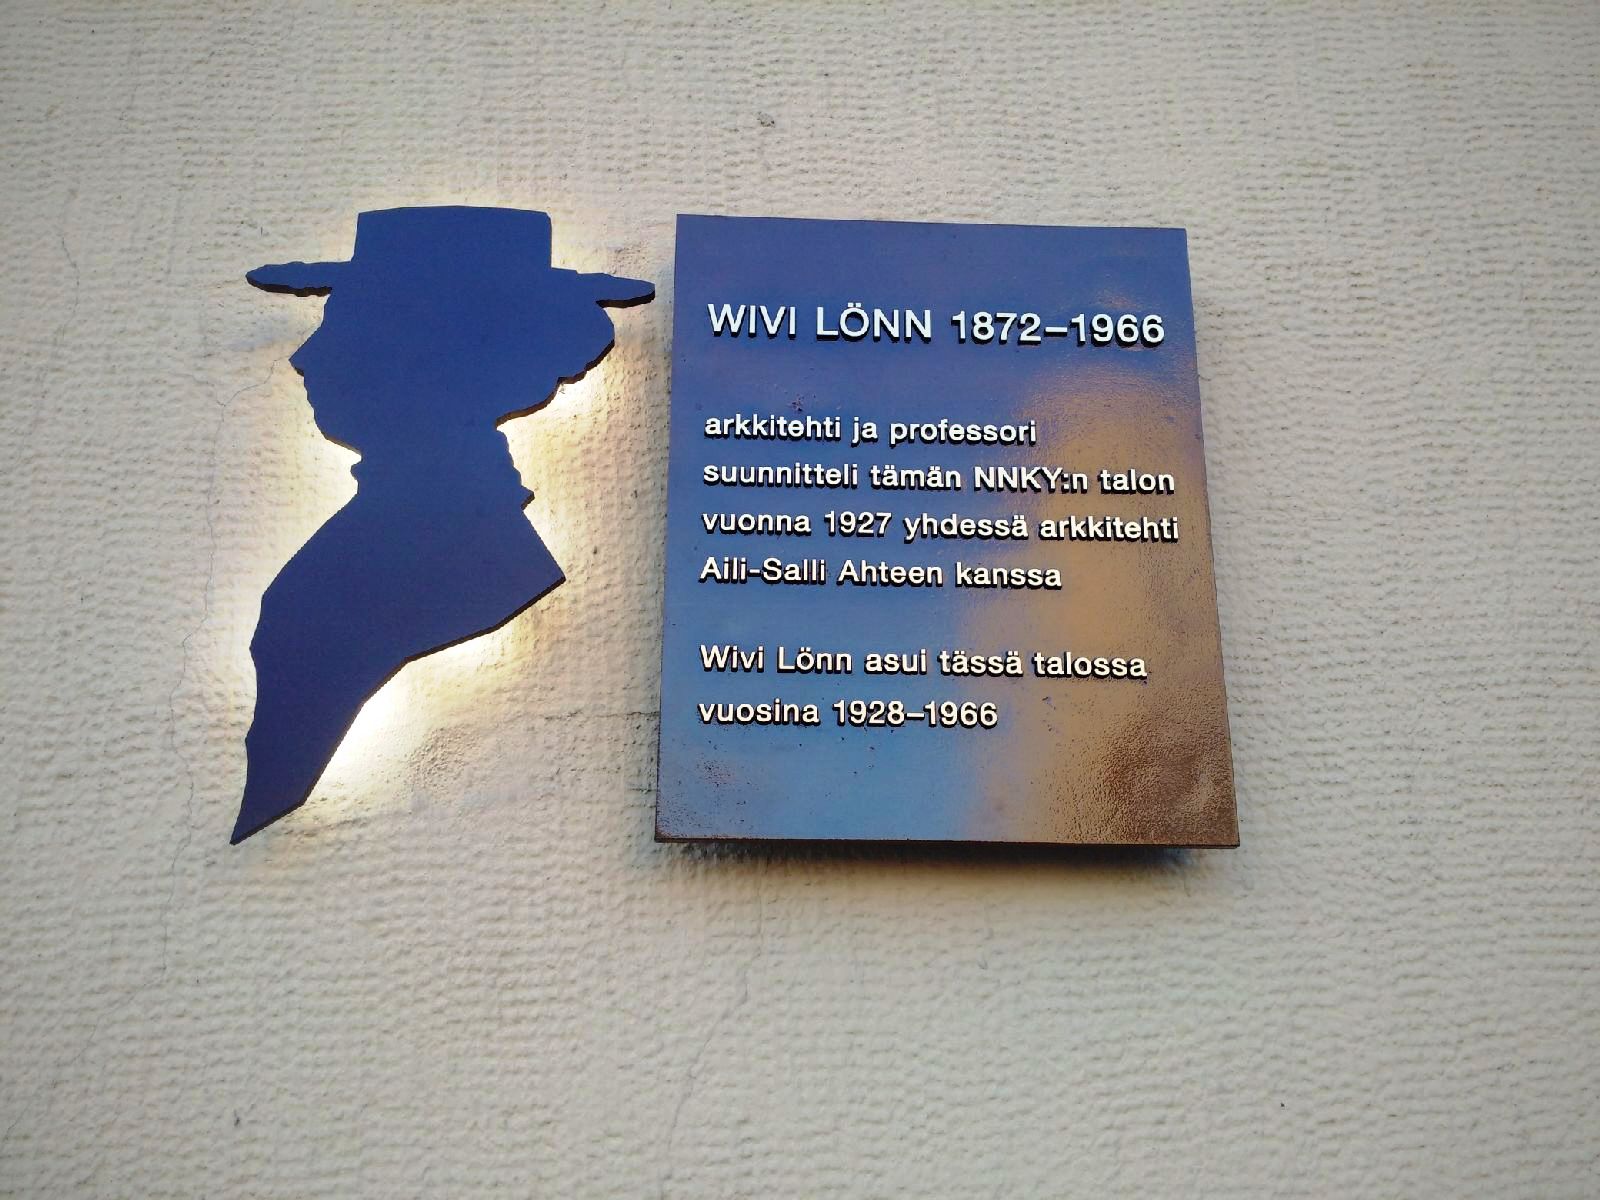 WIVI LÖNN 1872–1966
arkkitehti ja professori
suunnitteli tämän NNKY:n talon
vuonna 1927 yhdessä arkkitehti
Aili-Salli Ahteen kanssa
Wivi Lönn asui tässä talossa
vuosina 1928–1966